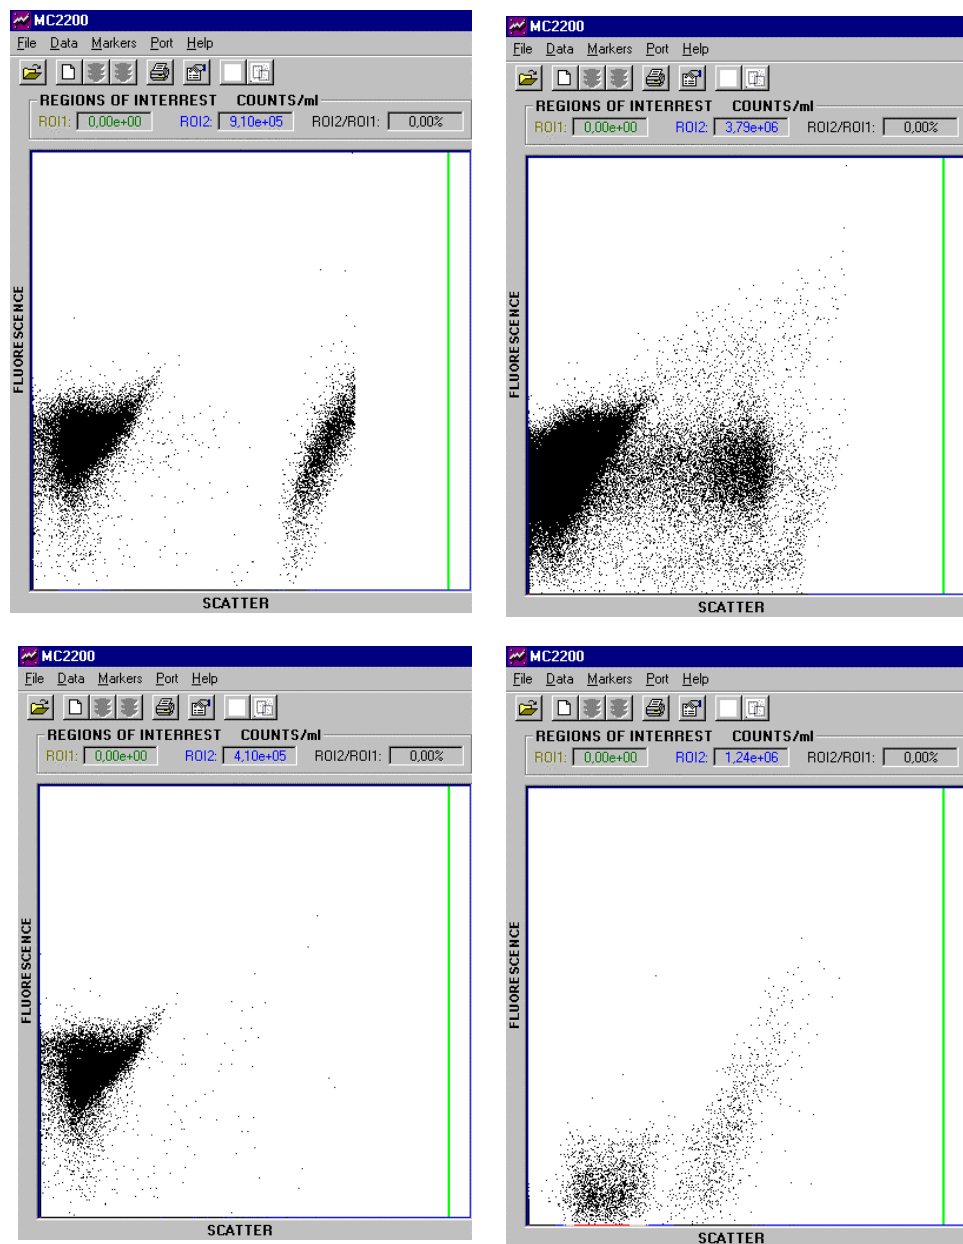 MC2200
File Data Markers Port Help
REGIONS OF INTERREST COUNTS/ml
ROI1: 0,00e+00 ROI2: 9,10e+05 ROI2/ROI1: 0,00%
FLUORESCENCE
SCATTER
MC2200
File Data Markers Port Help
REGIONS OF INTERREST COUNTS/ml
ROI1: 0,00e+00 ROI2: 3,79e+06 ROI2/ROI1: 0,00%
FLUORESCENCE
SCATTER
MC2200
File Data Markers Port Help
REGIONS OF INTERREST COUNTS/ml
ROI1: 0,00e+00 ROI2: 4,10e+05 ROI2/ROI1: 0,00%
FLUORESCENCE
SCATTER
MC2200
File Data Markers Port Help
REGIONS OF INTERREST COUNTS/ml
ROI1: 0,00e+00 ROI2: 1,24e+06 ROI2/ROI1: 0,00%
FLUORESCENCE
SCATTER